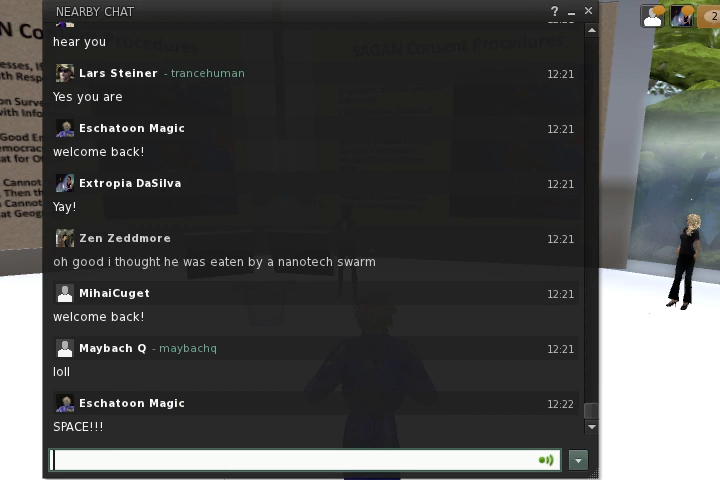 NEARBY CHAT
?
2
hear you
Lars Steiner - trancehuman 12:21
Yes you are
Eschatoon Magic 12:21
welcome back!
Extropia DaSilva 12:21
Yay!
Zen Zeddmore 12:21
oh good i thought he was eaten by a nanotech swarm
MihaiCuget 12:21
welcome back!
Maybach Q - maybachq 12:21
loll
Eschatoon Magic 12:22
SPACE!!!